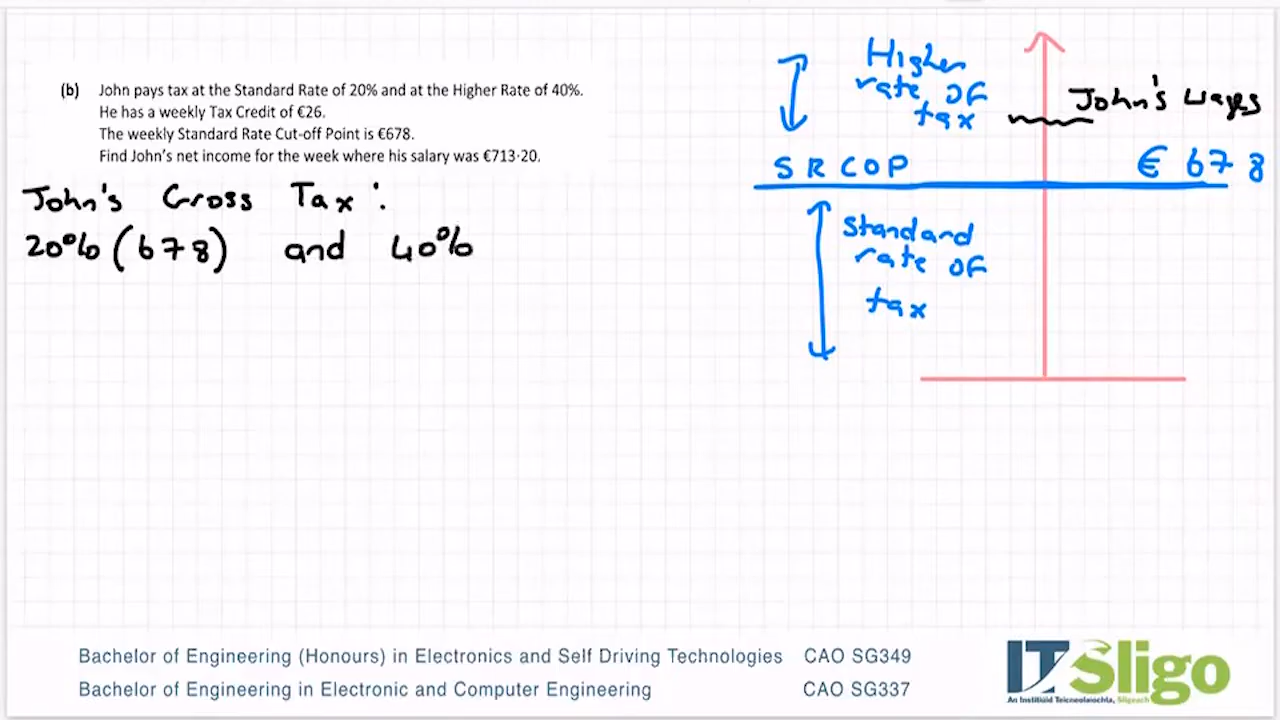 (b) John pays tax at the Standard Rate of 20% and at the Higher Rate of 40%.
He has a weekly Tax Credit of €26.
The weekly Standard Rate Cut-off Point is €678.
Find John's net income for the week where his salary was €713·20.
John's Gross Tax :
20% (678) and 40%
Higher
rate of
tax
John's wages
SRCOP € 678
Standard
rate of
tax
Bachelor of Engineering (Honours) in Electronics and Self Driving Technologies CAO SG349
Bachelor of Engineering in Electronic and Computer Engineering CAO SG337
IT Sligo
An Institiúid Teicneolaíochta, Sligeach